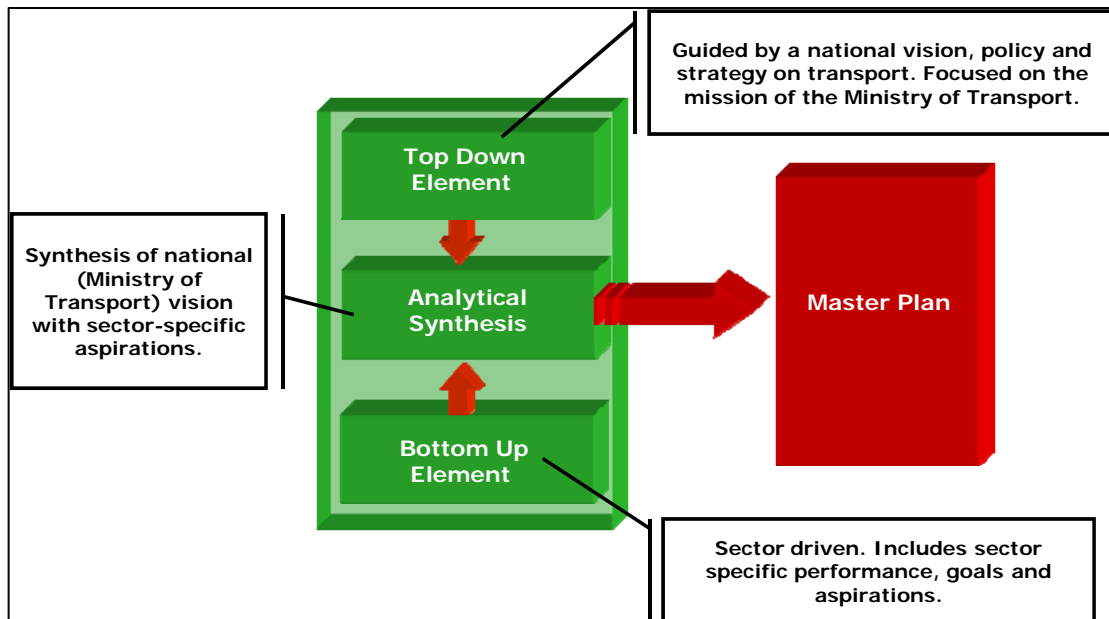 Guided by a national vision, policy and
strategy on transport. Focused on the
mission of the Ministry of Transport.
Top Down
Element
Synthesis of national
(Ministry of
Transport) vision
with sector-specific
aspirations.
Analytical
Synthesis
Master Plan
Bottom Up
Element
Sector driven. Includes sector
specific performance, goals and
aspirations.